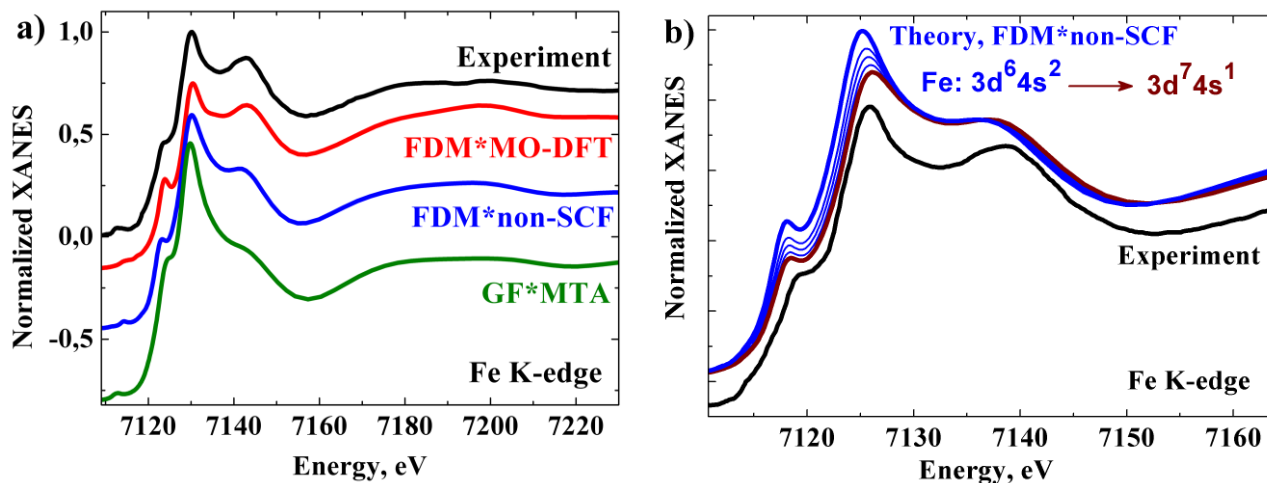 a)
Normalized XANES
1,0
0,5
0,0
-0,5
Experiment
FDM*MO-DFT
FDM*non-SCF
GF*MTA
Fe K-edge
7120 7140 7160 7180 7200 7220
Energy, eV
b)
Normalized XANES
Theory, FDM*non-SCF
Fe: 3d⁶4s² → 3d⁷4s¹
Experiment
Fe K-edge
7120 7130 7140 7150 7160
Energy, eV